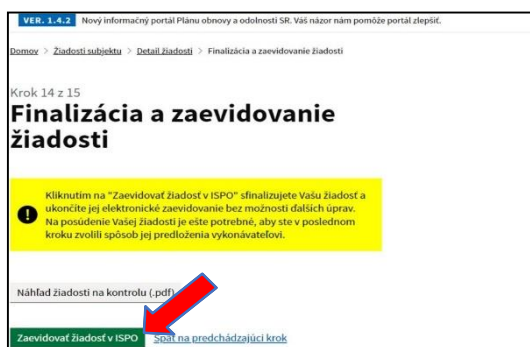 VER. 1.4.2 Nový informačný portál Plánu obnovy a odolnosti SR. Váš názor nám pomôže portál zlepšiť.
Domov > Žiadosti subjektu > Detail žiadosti > Finalizácia a zaevidovanie žiadosti
Krok 14 z 15
Finalizácia a zaevidovanie
žiadosti
Kliknutím na "Zaevidovať žiadosť v ISPO" sfinalizujete Vašu žiadosť a
ukončíte jej elektronické zaevidovanie bez možnosti ďalších úprav.
Na posúdenie Vašej žiadosti je ešte potrebné, aby ste v poslednom
kroku zvolili spôsob jej predloženia vykonávateľovi.
Náhľad žiadosti na kontrolu (.pdf)
Zaevidovať žiadosť v ISPO Späť na predchádzajúci krok